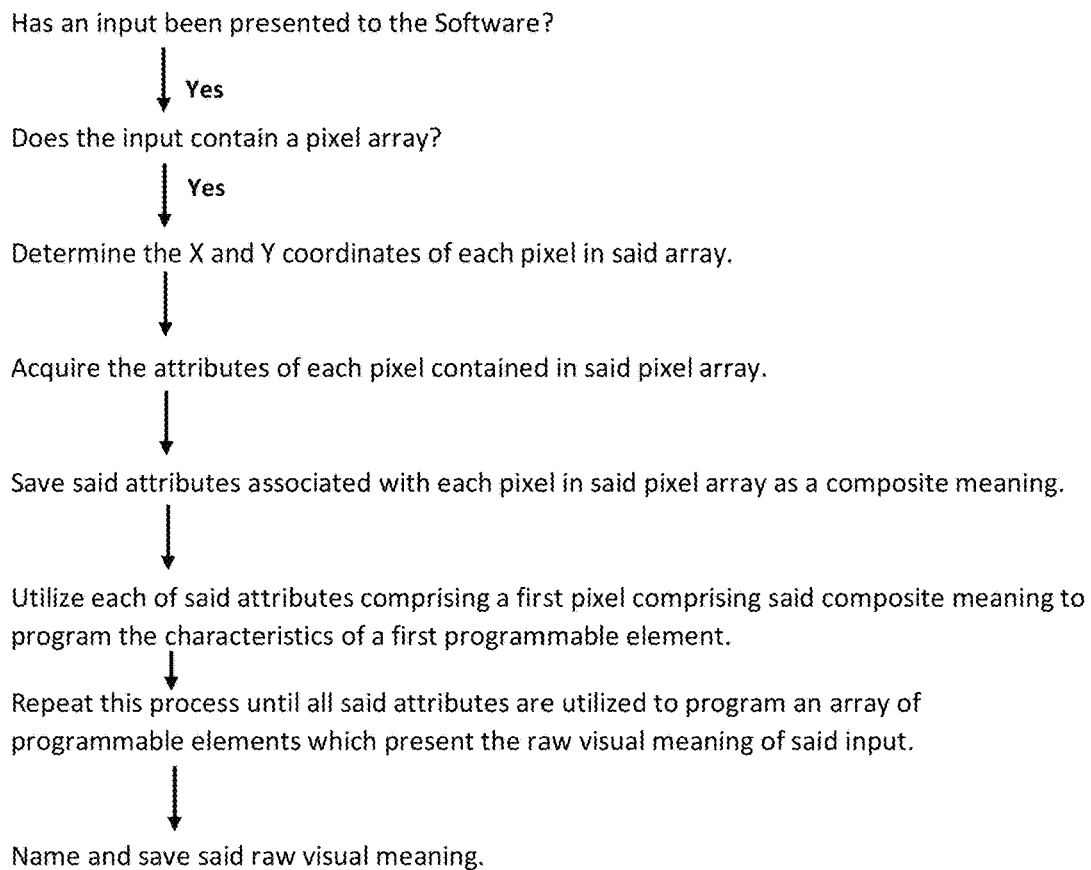 Has an input been presented to the Software?
Yes
Does the input contain a pixel array?
Yes
Determine the X and Y coordinates of each pixel in said array.
Acquire the attributes of each pixel contained in said pixel array.
Save said attributes associated with each pixel in said pixel array as a composite meaning.
Utilize each of said attributes comprising a first pixel comprising said composite meaning to
program the characteristics of a first programmable element.
Repeat this process until all said attributes are utilized to program an array of
programmable elements which present the raw visual meaning of said input.
Name and save said raw visual meaning.